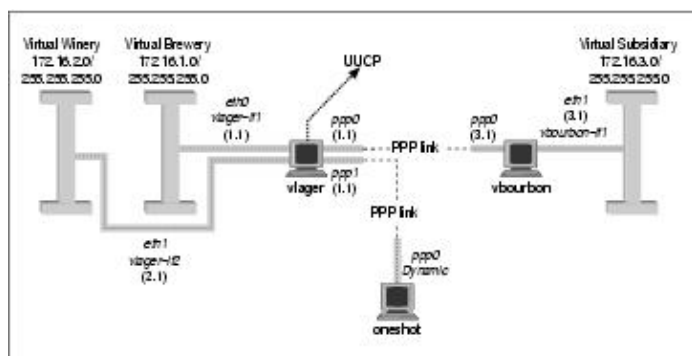 Virtual Winery
172.16.2.0/
255.255.255.0
Virtual Brewery
172.16.1.0/
255.255.255.0
UUCP
Virtual Subsidiary
172.16.3.0/
255.255.255.0
eth0
vlager-if1
(1.1)
ppp0
(1.1)
PPP link
ppp0
(3.1)
eth1
(3.1)
vbourbon-if1
vlager
ppp1
(1.1)
vbourbon
PPP link
eth1
vlager-if2
(2.1)
ppp0
Dynamic
oneshot